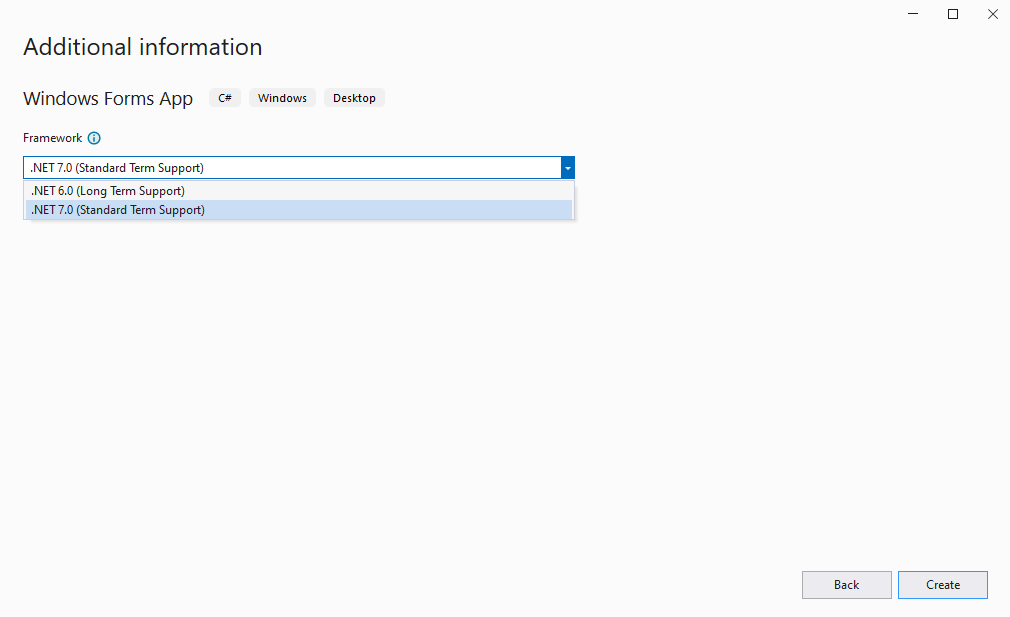 Additional information
Windows Forms App C# Windows Desktop
Framework
.NET 7.0 (Standard Term Support)
.NET 6.0 (Long Term Support)
.NET 7.0 (Standard Term Support)
Back Create